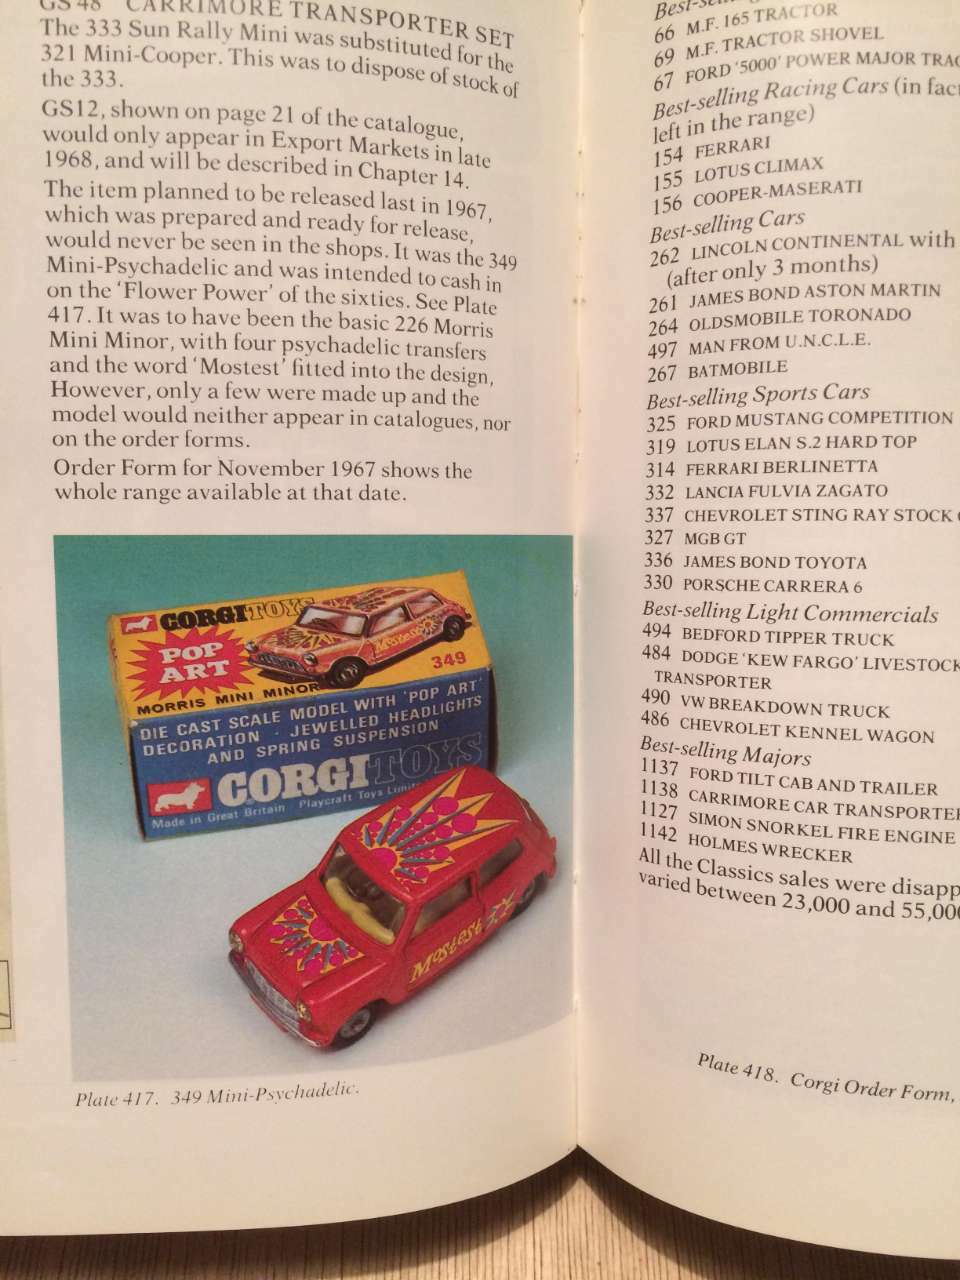 GS 48 CARRIMORE TRANSPORTER SET
The 333 Sun Rally Mini was substituted for the
321 Mini-Cooper. This was to dispose of stock of
the 333.
GS12, shown on page 21 of the catalogue,
would only appear in Export Markets in late
1968, and will be described in Chapter 14.
The item planned to be released last in 1967,
which was prepared and ready for release,
would never be seen in the shops. It was the 349
Mini-Psychadelic and was intended to cash in
on the 'Flower Power' of the sixties. See Plate
417. It was to have been the basic 226 Morris
Mini Minor, with four psychadelic transfers
and the word 'Mostest' fitted into the design,
However, only a few were made up and the
model would neither appear in catalogues, nor
on the order forms.
Order Form for November 1967 shows the
whole range available at that date.
CORGI TOYS
POP
ART
Mostest
349
MORRIS MINI MINOR
DIE CAST SCALE MODEL WITH 'POP ART'
DECORATION · JEWELLED HEADLIGHTS
AND SPRING SUSPENSION
CORGI TOYS
Made in Great Britain · Playcraft Toys
Mostest
Plate 417. 349 Mini-Psychadelic.
Best-selling
66 M.F. 165 TRACTOR
69 M.F. TRACTOR SHOVEL
67 FORD '5000' POWER MAJOR
Best-selling Racing Cars (in
left in the range)
154 FERRARI
155 LOTUS CLIMAX
156 COOPER-MASERATI
Best-selling Cars
262 LINCOLN CONTINENTAL with
(after only 3 months)
261 JAMES BOND ASTON MARTIN
264 OLDSMOBILE TORONADO
497 MAN FROM U.N.C.L.E.
267 BATMOBILE
Best-selling Sports Cars
325 FORD MUSTANG COMPETITION
319 LOTUS ELAN S.2 HARD TOP
314 FERRARI BERLINETTA
332 LANCIA FULVIA ZAGATO
337 CHEVROLET STING RAY STOCK
327 MGB GT
336 JAMES BOND TOYOTA
330 PORSCHE CARRERA 6
Best-selling Light Commercials
494 BEDFORD TIPPER TRUCK
484 DODGE 'KEW FARGO' LIVESTOCK
TRANSPORTER
490 VW BREAKDOWN TRUCK
486 CHEVROLET KENNEL WAGON
Best-selling Majors
1137 FORD TILT CAB AND TRAILER
1138 CARRIMORE CAR TRANSPORTER
1127 SIMON SNORKEL FIRE ENGINE
1142 HOLMES WRECKER
All the Classics sales were
varied between 23,000 and
Plate 418. Corgi Order Form,